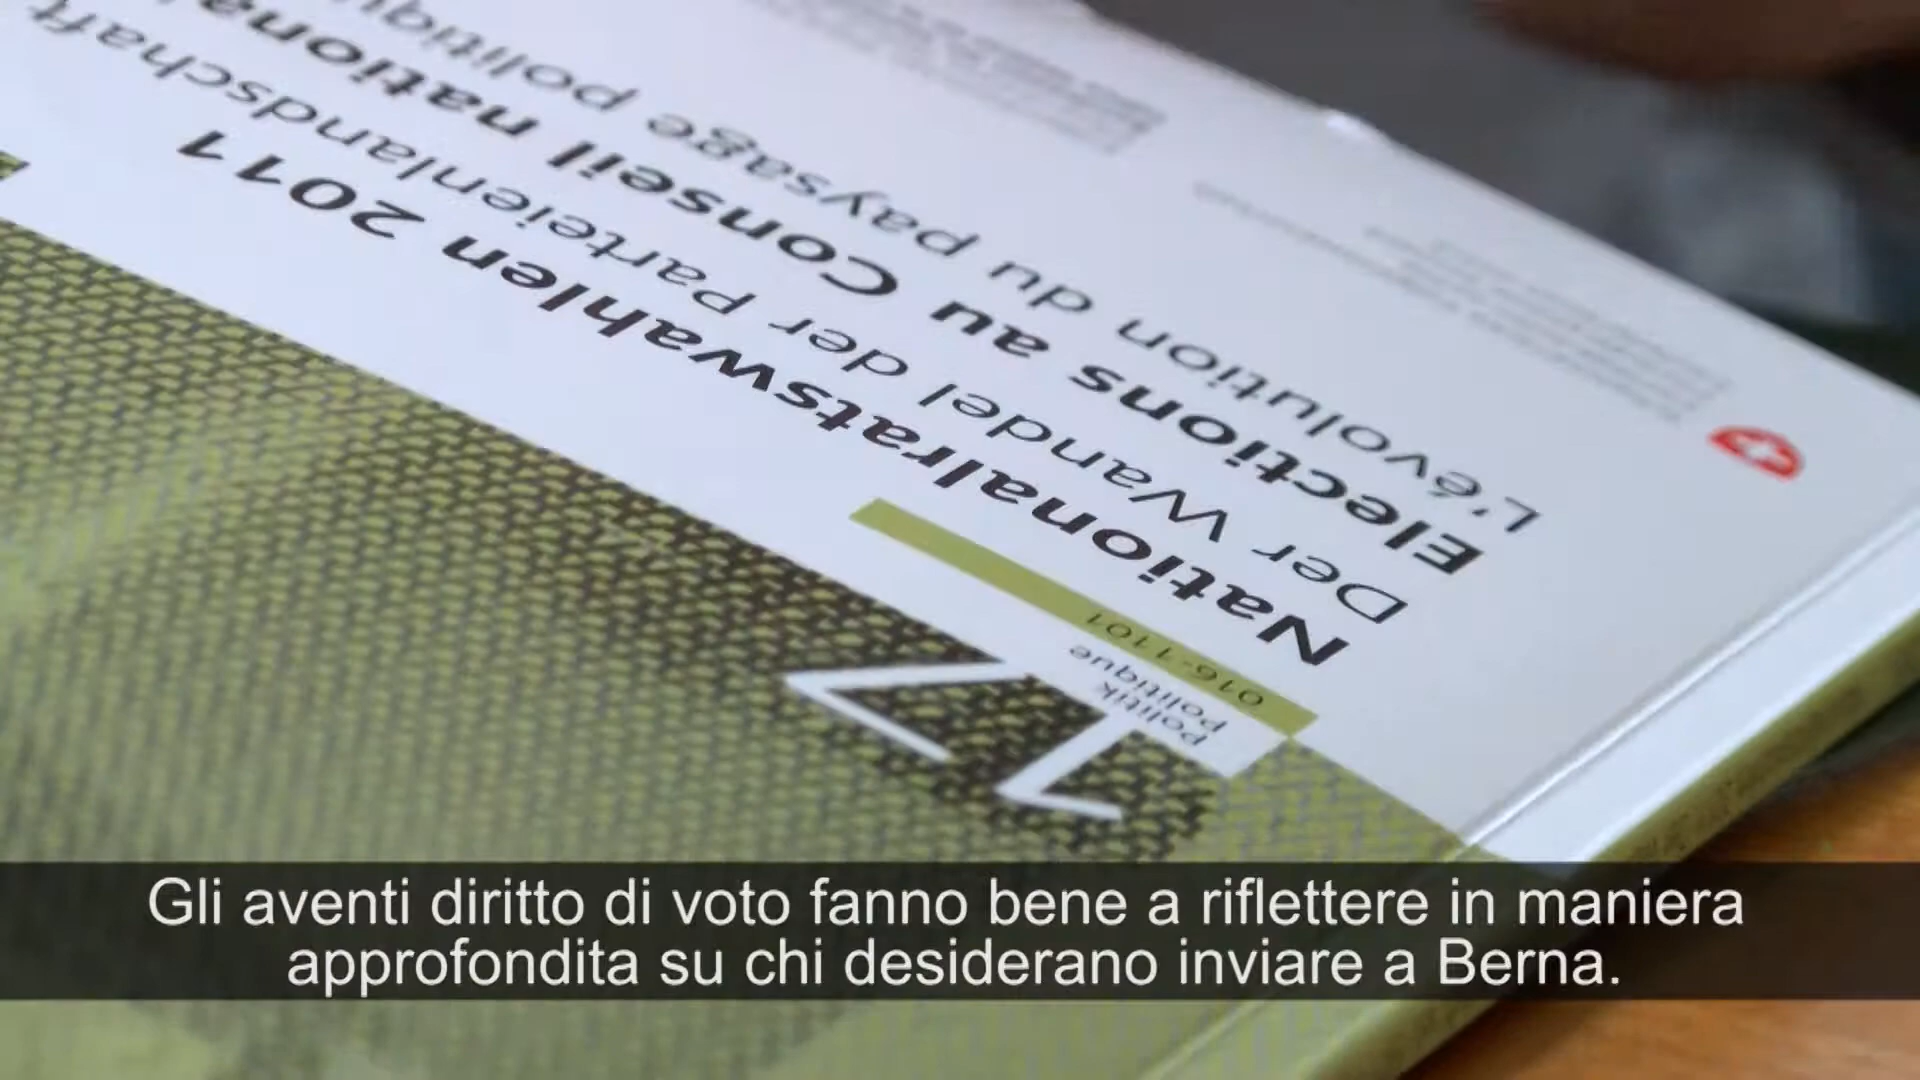 17
Politik
Politique
016-1101
Nationalratswahlen 2011
Der Wandel der Parteienlandschaft
Elections au Conseil national
L'évolution du paysage politique
Gli aventi diritto di voto fanno bene a riflettere in maniera
approfondita su chi desiderano inviare a Berna.